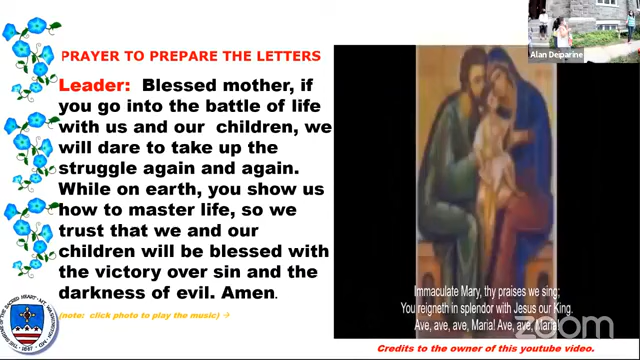 Alan Deiparine
PRAYER TO PREPARE THE LETTERS
Leader: Blessed mother, if
you go into the battle of life
with us and our children, we
will dare to take up the
struggle again and again.
While on earth, you show us
how to master life, so we
trust that we and our
children will be blessed with
the victory over sin and the
darkness of evil. Amen.
(note: click photo to play the music) →
Immaculate Mary, thy praises we sing;
You reigneth in splendor with Jesus our King.
Ave, ave, ave, Maria! Ave, ave, Maria!
zoom
Credits to the owner of this youtube video.